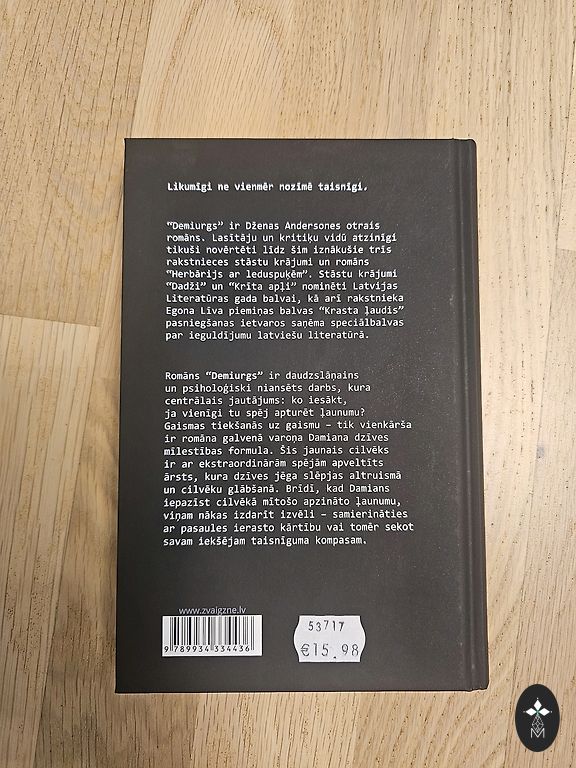 Likumīgi ne vienmēr nozīmē taisnīgi.
“Demiurgs” ir Dženas Andersones otrais
romāns. Lasītāju un kritiķu vidū atzinīgi
tikuši novērtēti līdz šim iznākušie trīs
rakstnieces stāstu krājumi un romāns
“Herbārijs ar leduspuķēm”. Stāstu krājumi
“Dadži” un “Krīta apļi” nominēti Latvijas
Literatūras gada balvai, kā arī rakstnieka
Egona Līva piemiņas balvas “Krasta ļaudis”
pasniegšanas ietvaros saņēma speciālbalvas
par ieguldījumu latviešu literatūrā.
Romāns “Demiurgs” ir daudzslāņains
un psiholoģiski niansēts darbs, kura
centrālais jautājums: ko iesākt,
ja vienīgi tu spēj apturēt ļaunumu?
Gaismas tiekšanās uz gaismu – tik vienkārša
ir romāna galvenā varoņa Damiana dzīves
mīlestības formula. Šis jaunais cilvēks
ir ar ekstraordinārām spējām apveltīts
ārsts, kura dzīves jēga slēpjas altruismā
un cilvēku glābšanā. Brīdī, kad Damians
iepazīst cilvēkā mītošo apzināto ļaunumu,
viņam nākas izdarīt izvēli – samierināties
ar pasaules ierasto kārtību vai tomēr sekot
savam iekšējam taisnīguma kompasam.
www.zvaigzne.lv
9 789934 334436
53717
€15.98
M